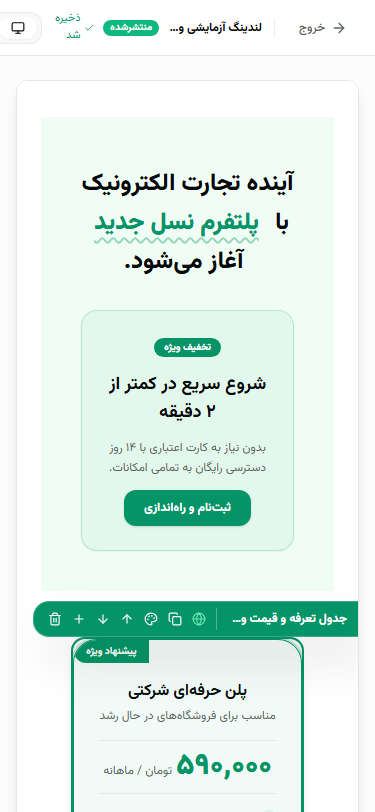 خروج
لندینگ آزمایشی و...
منتشرشده
ذخیره
شد
آینده تجارت الکترونیک
با پلتفرم نسل جدید
آغاز می‌شود.
تخفیف ویژه
شروع سریع در کمتر از
۲ دقیقه
بدون نیاز به کارت اعتباری با ۱۴ روز
دسترسی رایگان به تمامی امکانات.
ثبت‌نام و راه‌اندازی
جدول تعرفه و قیمت و...
پیشنهاد ویژه
پلن حرفه‌ای شرکتی
مناسب برای فروشگاه‌های در حال رشد
۵۹۰,۰۰۰ تومان / ماهانه